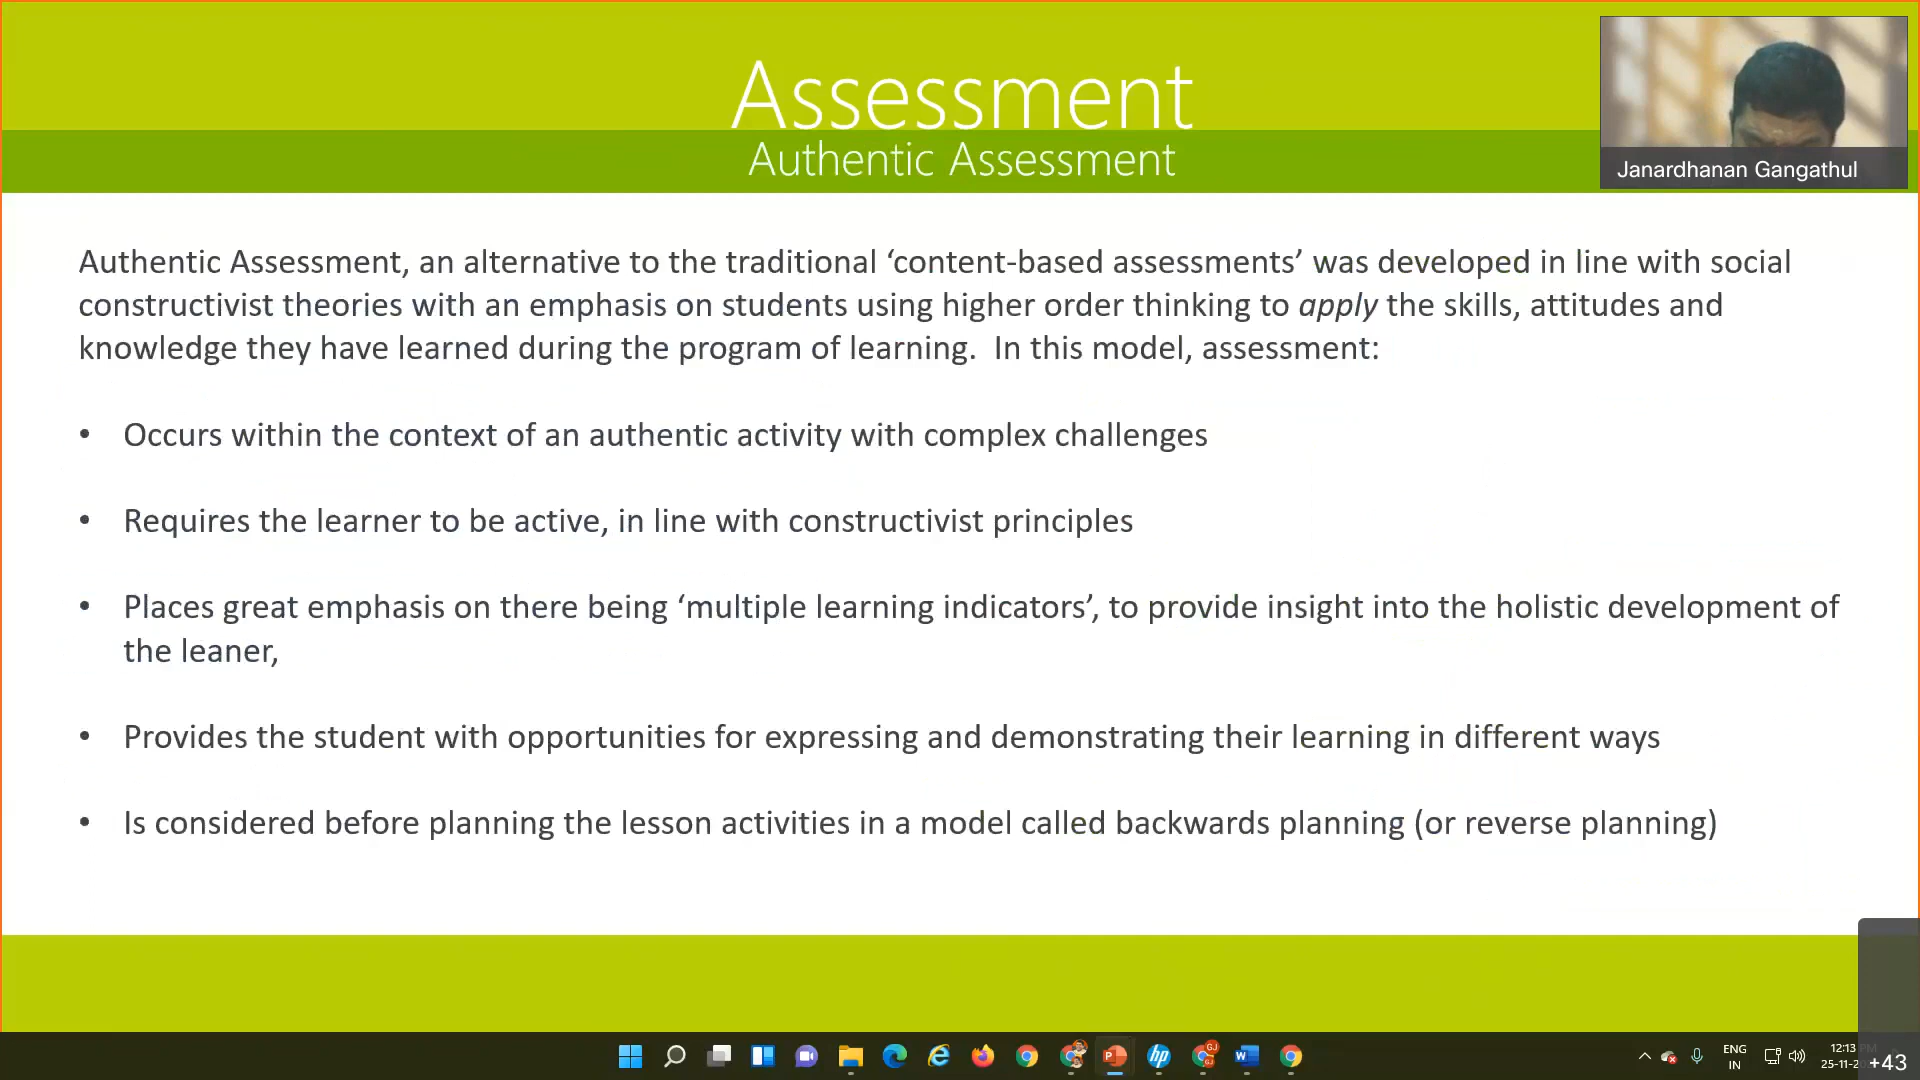 Assessment
Authentic Assessment
Janardhanan Gangathul
Authentic Assessment, an alternative to the traditional ‘content-based assessments’ was developed in line with social
constructivist theories with an emphasis on students using higher order thinking to apply the skills, attitudes and
knowledge they have learned during the program of learning.  In this model, assessment:
• Occurs within the context of an authentic activity with complex challenges
• Requires the learner to be active, in line with constructivist principles
• Places great emphasis on there being ‘multiple learning indicators’, to provide insight into the holistic development of
the leaner,
• Provides the student with opportunities for expressing and demonstrating their learning in different ways
• Is considered before planning the lesson activities in a model called backwards planning (or reverse planning)
ENG
IN
12:13
25-11-2
+43